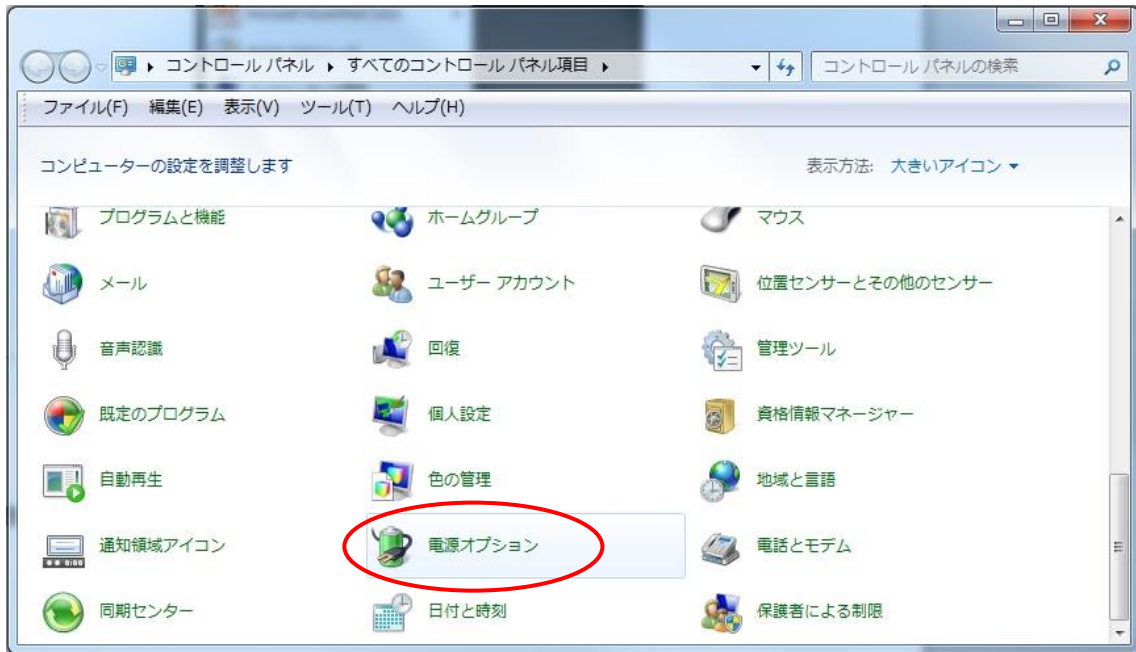 コントロール パネル すべてのコントロール パネル項目
コントロール パネルの検索
ファイル(F) 編集(E) 表示(V) ツール(T) ヘルプ(H)
コンピューターの設定を調整します
表示方法: 大きいアイコン
プログラムと機能 ホームグループ マウス
メール ユーザー アカウント 位置センサーとその他のセンサー
音声認識 回復 管理ツール
既定のプログラム 個人設定 資格情報マネージャー
自動再生 色の管理 地域と言語
通知領域アイコン 電源オプション 電話とモデム
同期センター 日付と時刻 保護者による制限